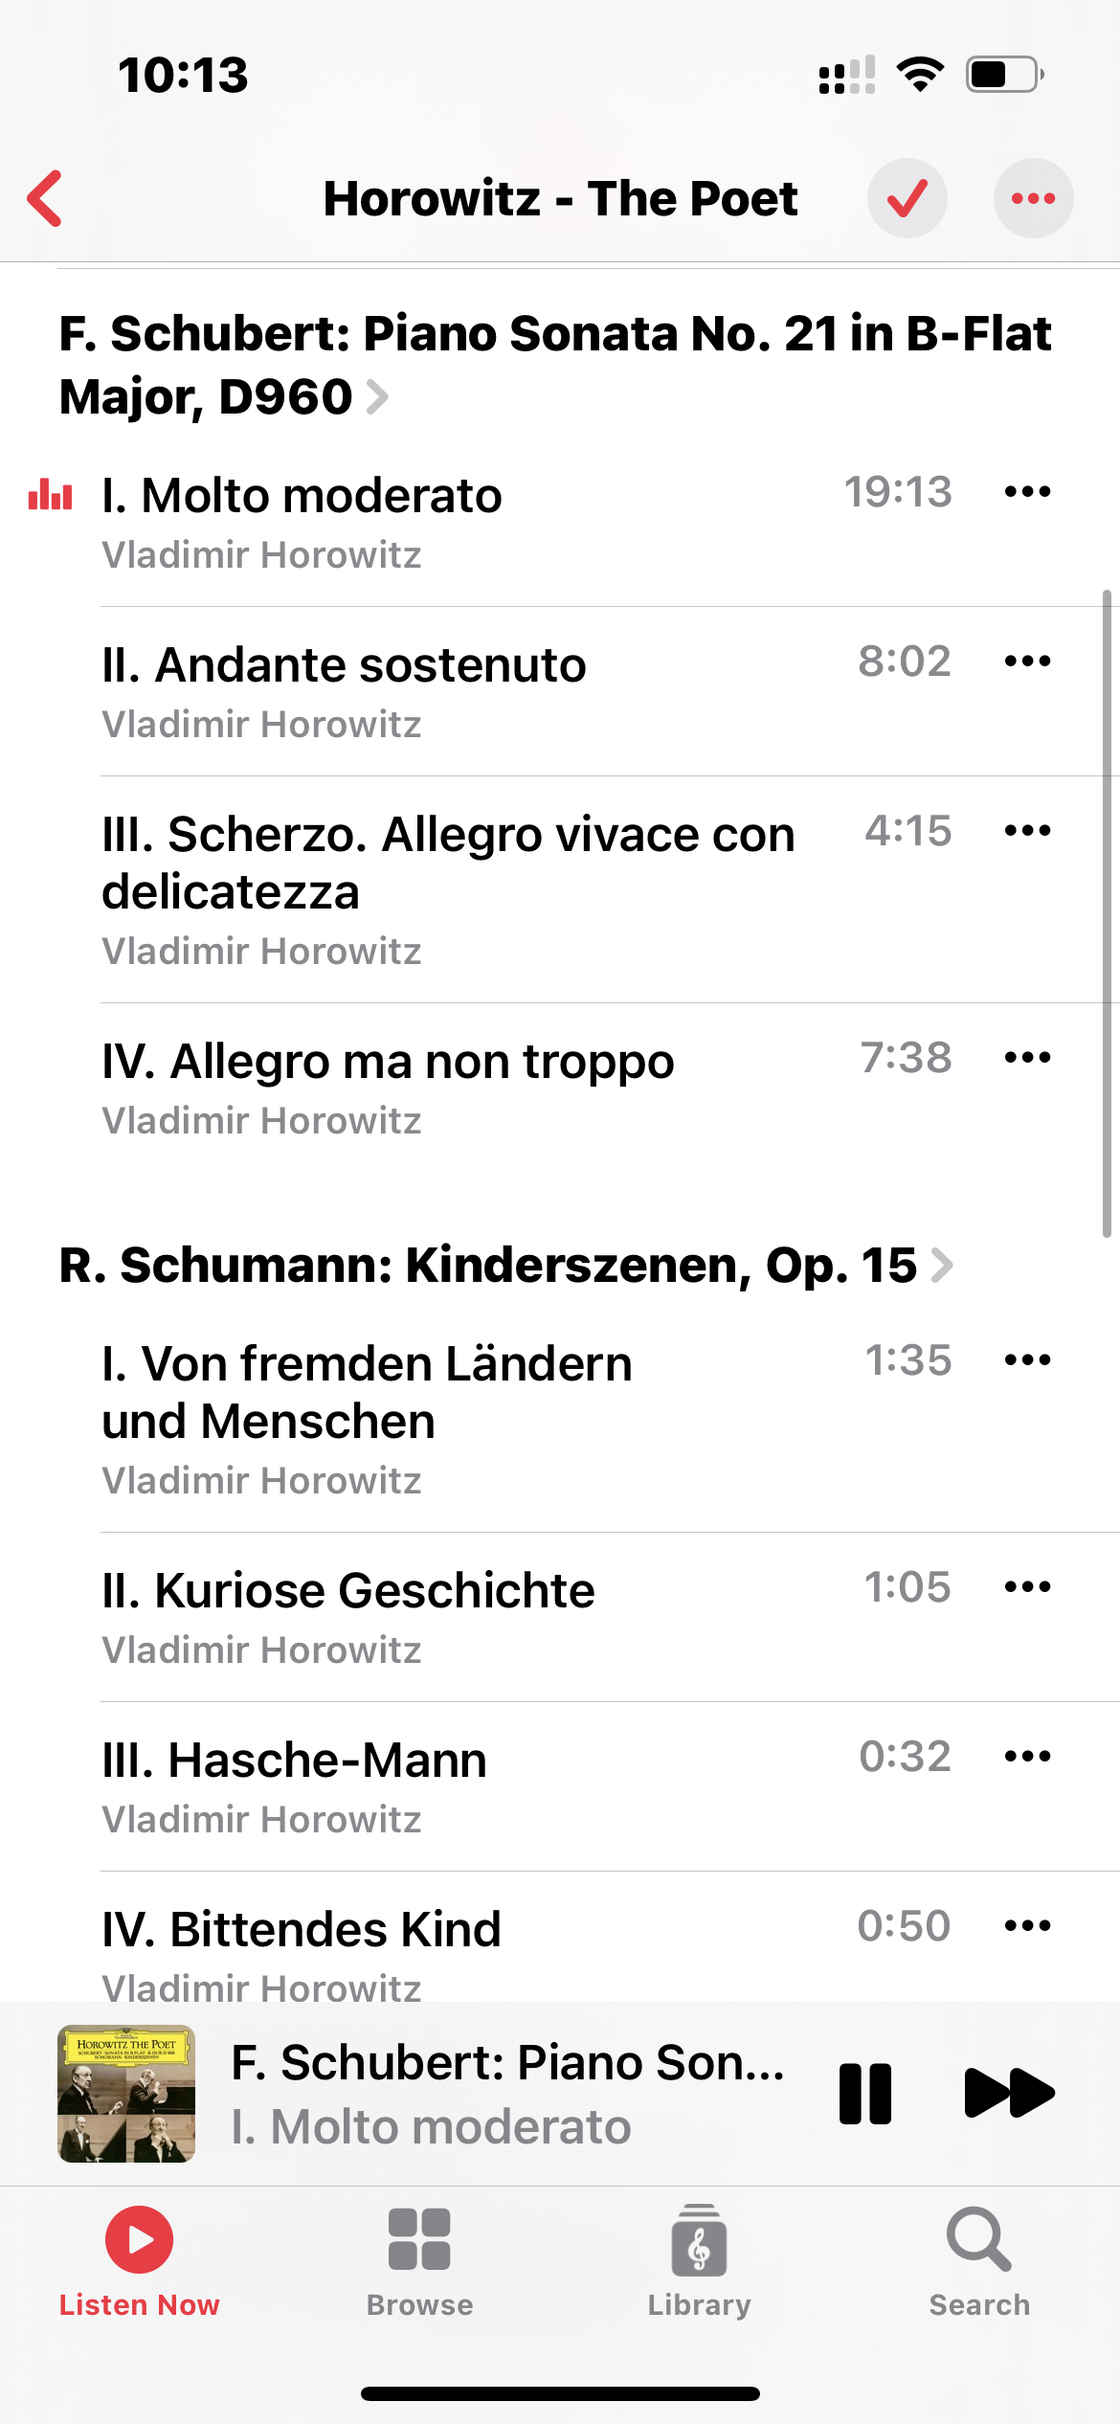 10:13
Horowitz - The Poet
F. Schubert: Piano Sonata No. 21 in B-Flat
Major, D960
I. Molto moderato
19:13
Vladimir Horowitz
II. Andante sostenuto
8:02
Vladimir Horowitz
III. Scherzo. Allegro vivace con
delicatezza
4:15
Vladimir Horowitz
IV. Allegro ma non troppo
7:38
Vladimir Horowitz
R. Schumann: Kinderszenen, Op. 15
I. Von fremden Ländern
und Menschen
1:35
Vladimir Horowitz
II. Kuriose Geschichte
1:05
Vladimir Horowitz
III. Hasche-Mann
0:32
Vladimir Horowitz
IV. Bittendes Kind
0:50
Vladimir Horowitz
HOROWITZ THE POET
F. Schubert: Piano Son...
I. Molto moderato
Listen Now
Browse
Library
Search